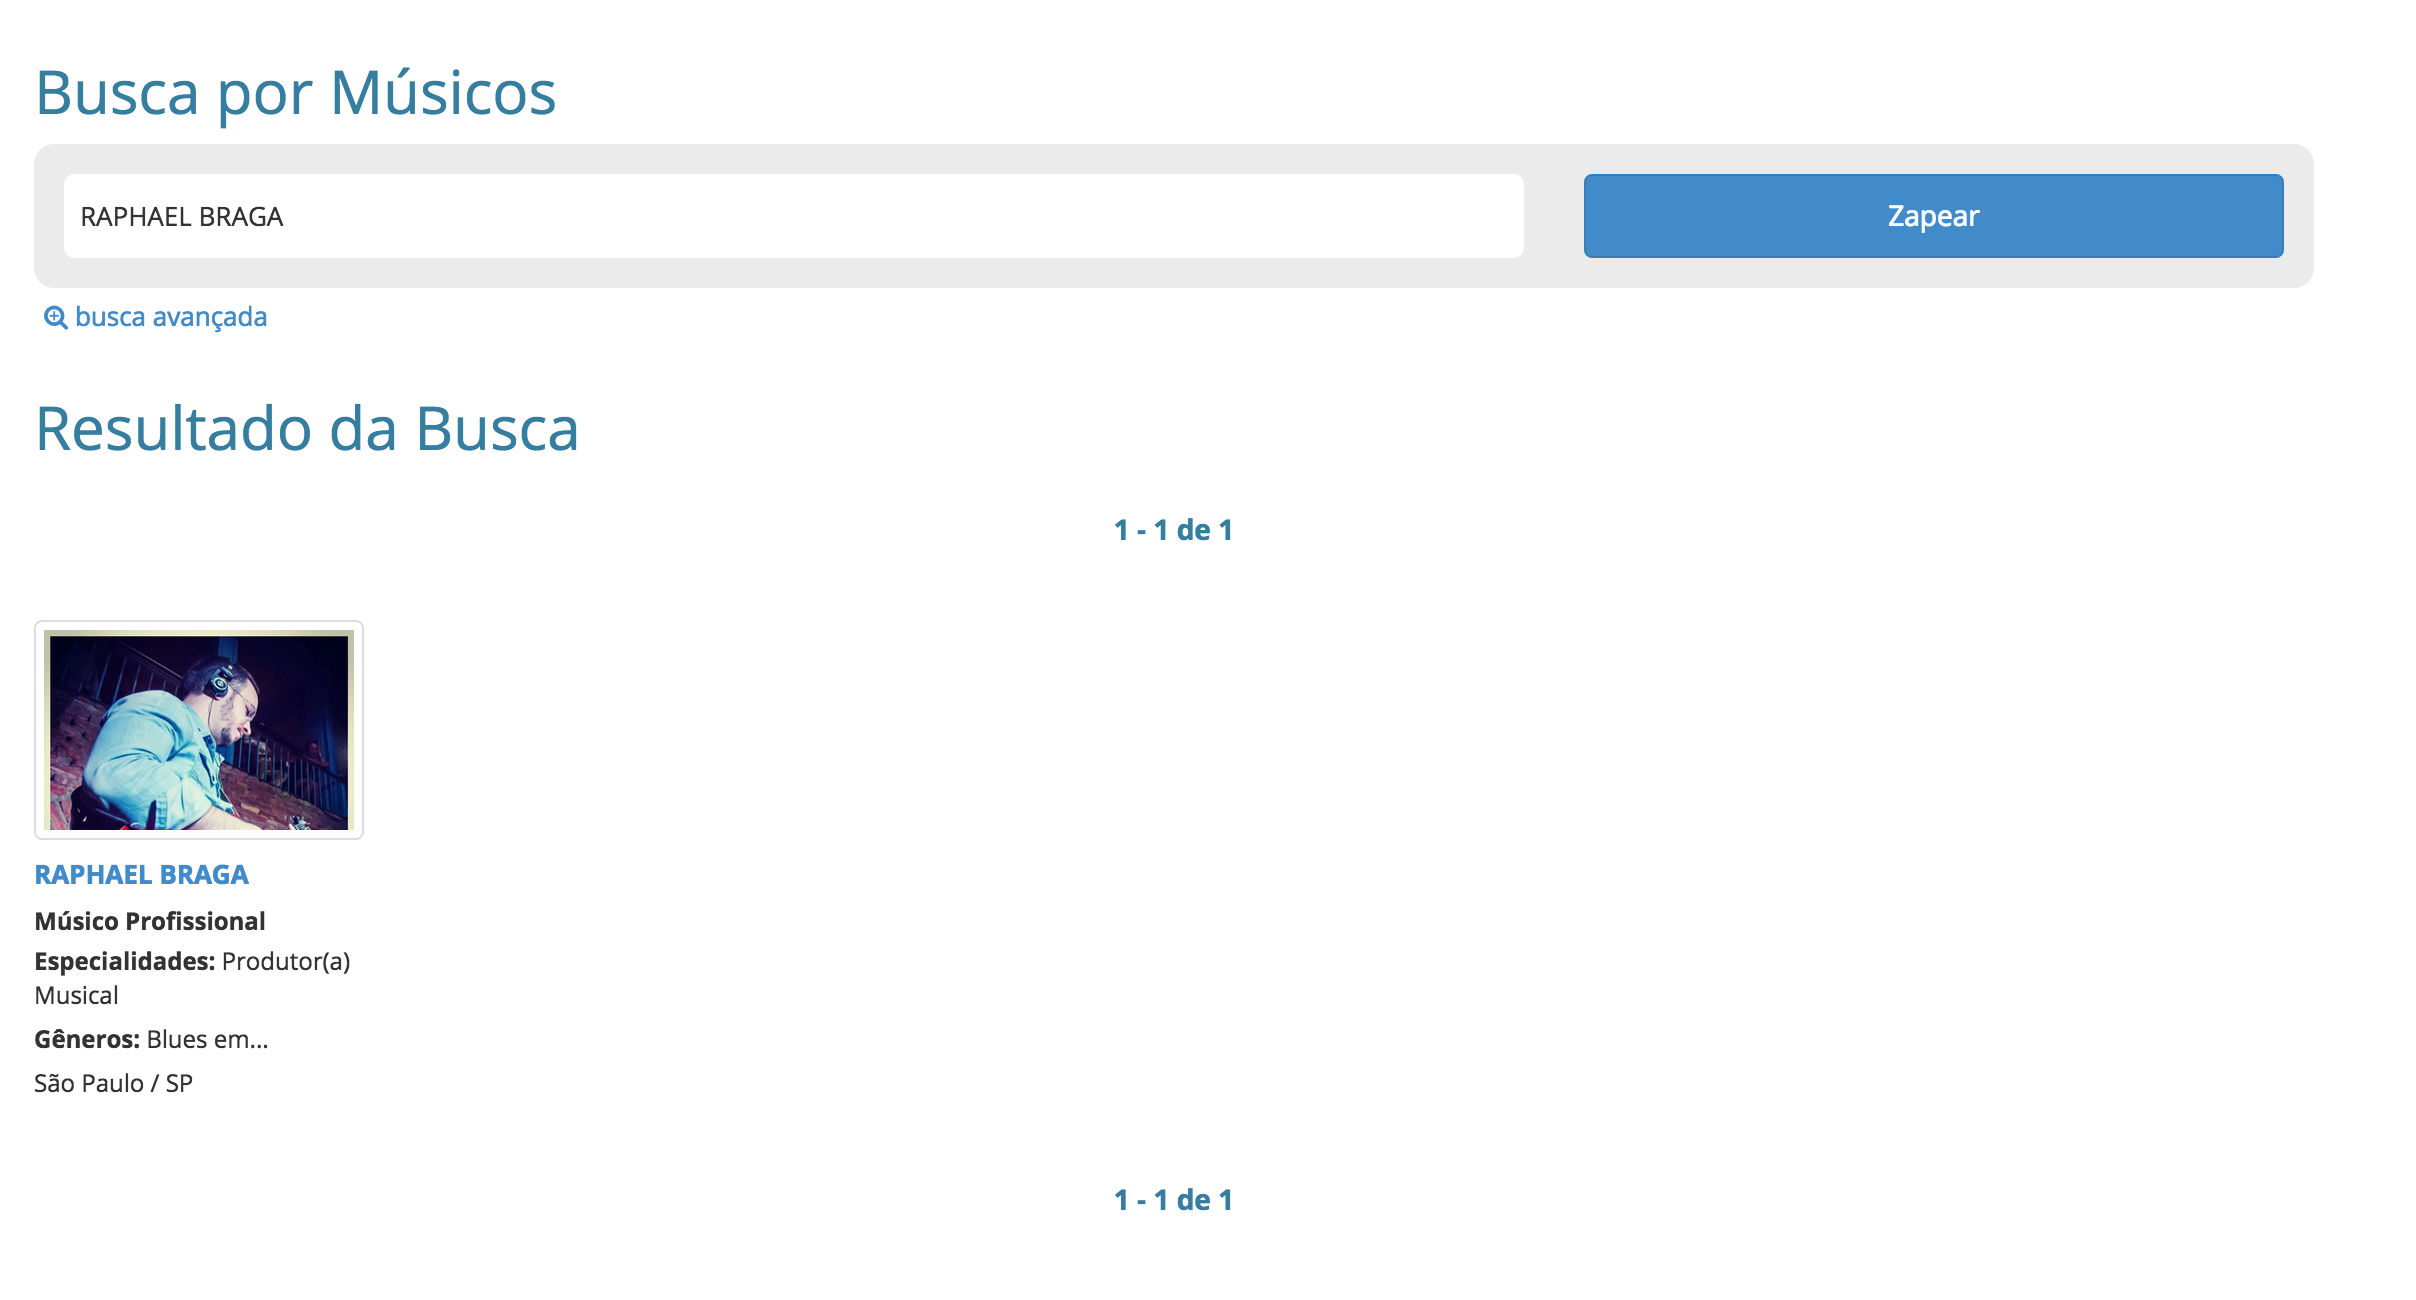 Busca por Músicos
RAPHAEL BRAGA
Zapear
busca avançada
Resultado da Busca
1 - 1 de 1
RAPHAEL BRAGA
Músico Profissional
Especialidades: Produtor(a)
Musical
Gêneros: Blues em...
São Paulo / SP
1 - 1 de 1